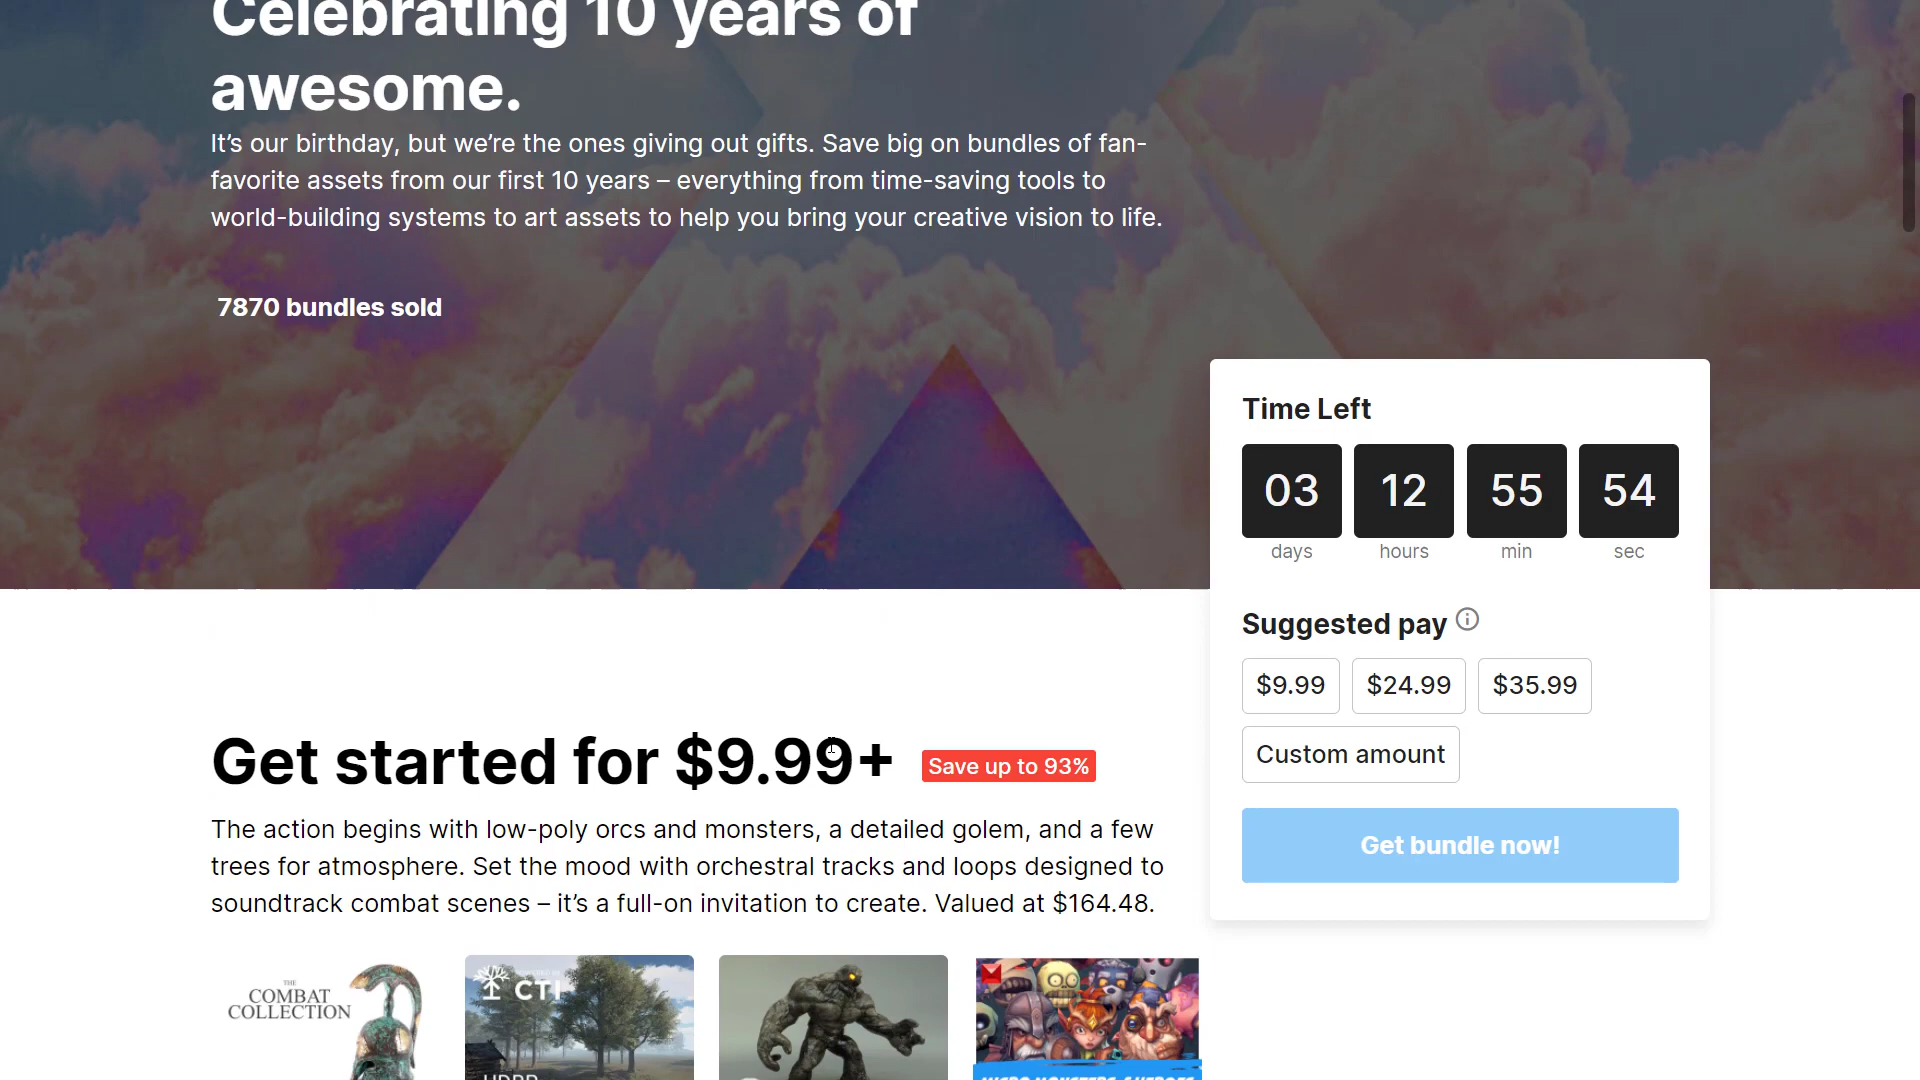 Celebrating 10 years of
awesome.
It’s our birthday, but we’re the ones giving out gifts. Save big on bundles of fan-
favorite assets from our first 10 years – everything from time-saving tools to
world-building systems to art assets to help you bring your creative vision to life.
7870 bundles sold
Time Left
03 12 55 54
days hours min sec
Suggested pay
$9.99 $24.99 $35.99
Custom amount
Get bundle now!
Get started for $9.99+ Save up to 93%
The action begins with low-poly orcs and monsters, a detailed golem, and a few
trees for atmosphere. Set the mood with orchestral tracks and loops designed to
soundtrack combat scenes – it’s a full-on invitation to create. Valued at $164.48.
THE
COMBAT
COLLECTION
CTI
HDRP